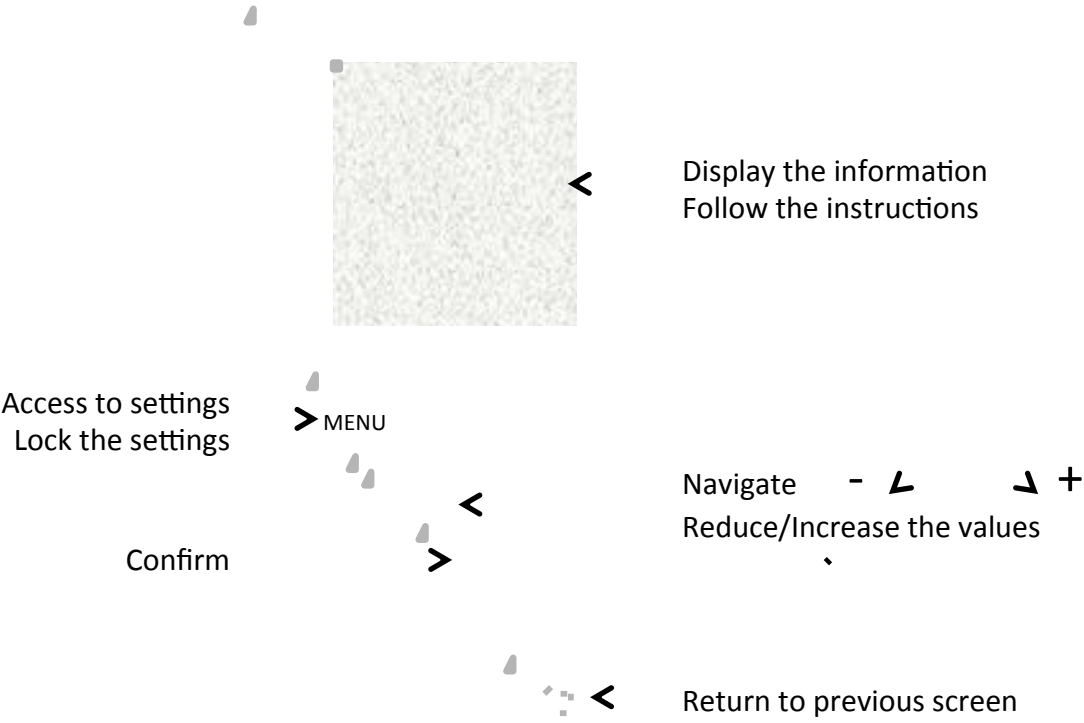 Display the information
Follow the instructions
Access to settings
Lock the settings
MENU
Navigate - +
Reduce/Increase the values
Confirm
Return to previous screen